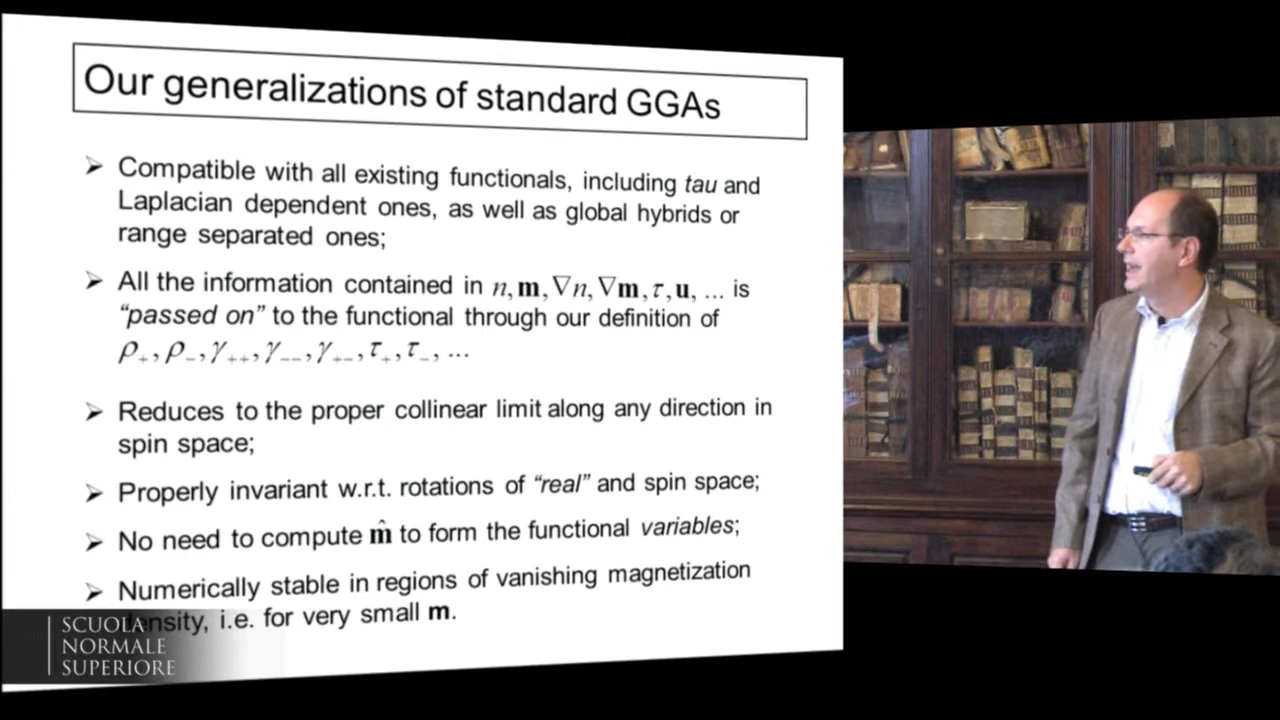 Our generalizations of standard GGAs
➢ Compatible with all existing functionals, including tau and
Laplacian dependent ones, as well as global hybrids or
range separated ones;
➢ All the information contained in n, m, ∇n, ∇m, τ, u, ... is
"passed on" to the functional through our definition of
ρ₊, ρ₋, γ₊₊, γ₋₋, γ₊₋, τ₊, τ₋, ...
➢ Reduces to the proper collinear limit along any direction in
spin space;
➢ Properly invariant w.r.t. rotations of "real" and spin space;
➢ No need to compute m̂ to form the functional variables;
➢ Numerically stable in regions of vanishing magnetization
density, i.e. for very small m.
SCUOLA
NORMALE
SUPERIORE